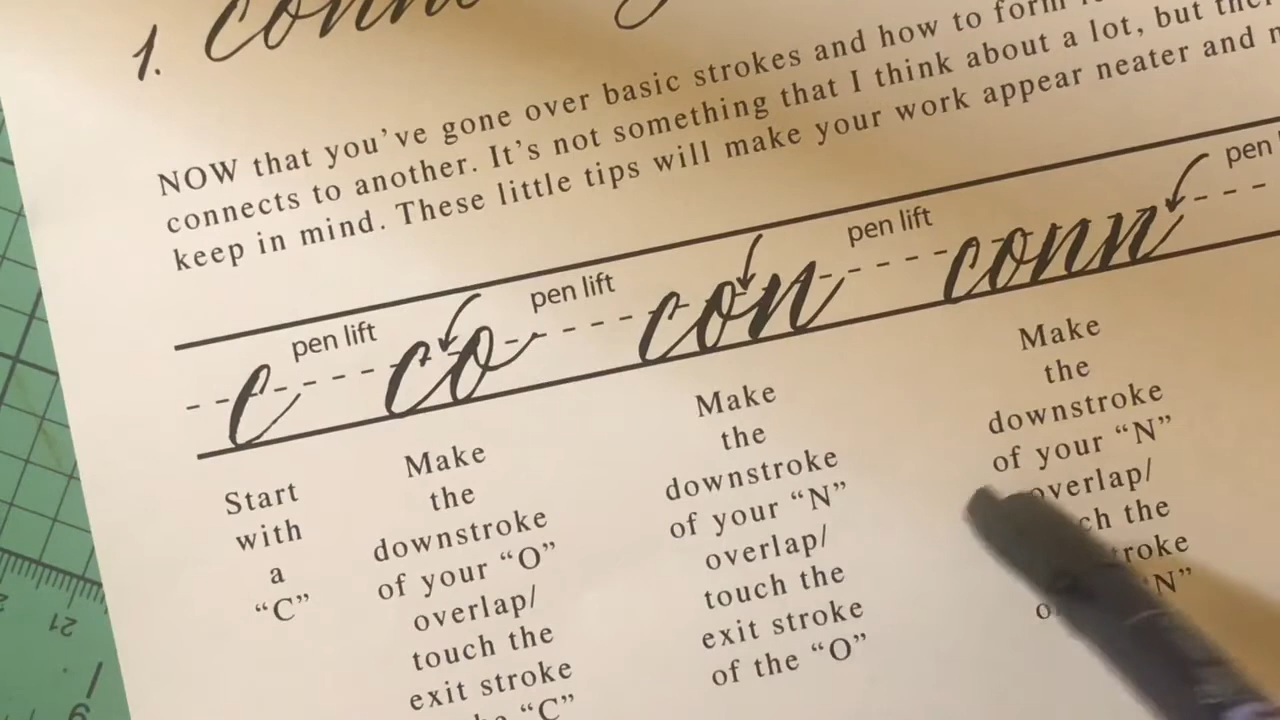 1. conn
NOW that you've gone over basic strokes and how to form
connects to another. It's not something that I think about a lot, but
keep in mind. These little tips will make your work appear neater and
pen lift
pen lift
pen lift
pen
c
co
con
conn
Start
with
a
“C”
Make
the
downstroke
of your “O”
overlap/
touch the
exit stroke
“C”
Make
the
downstroke
of your “N”
overlap/
touch the
exit stroke
of the “O”
Make
the
downstroke
of your “N”
overlap/
the
“N”
21